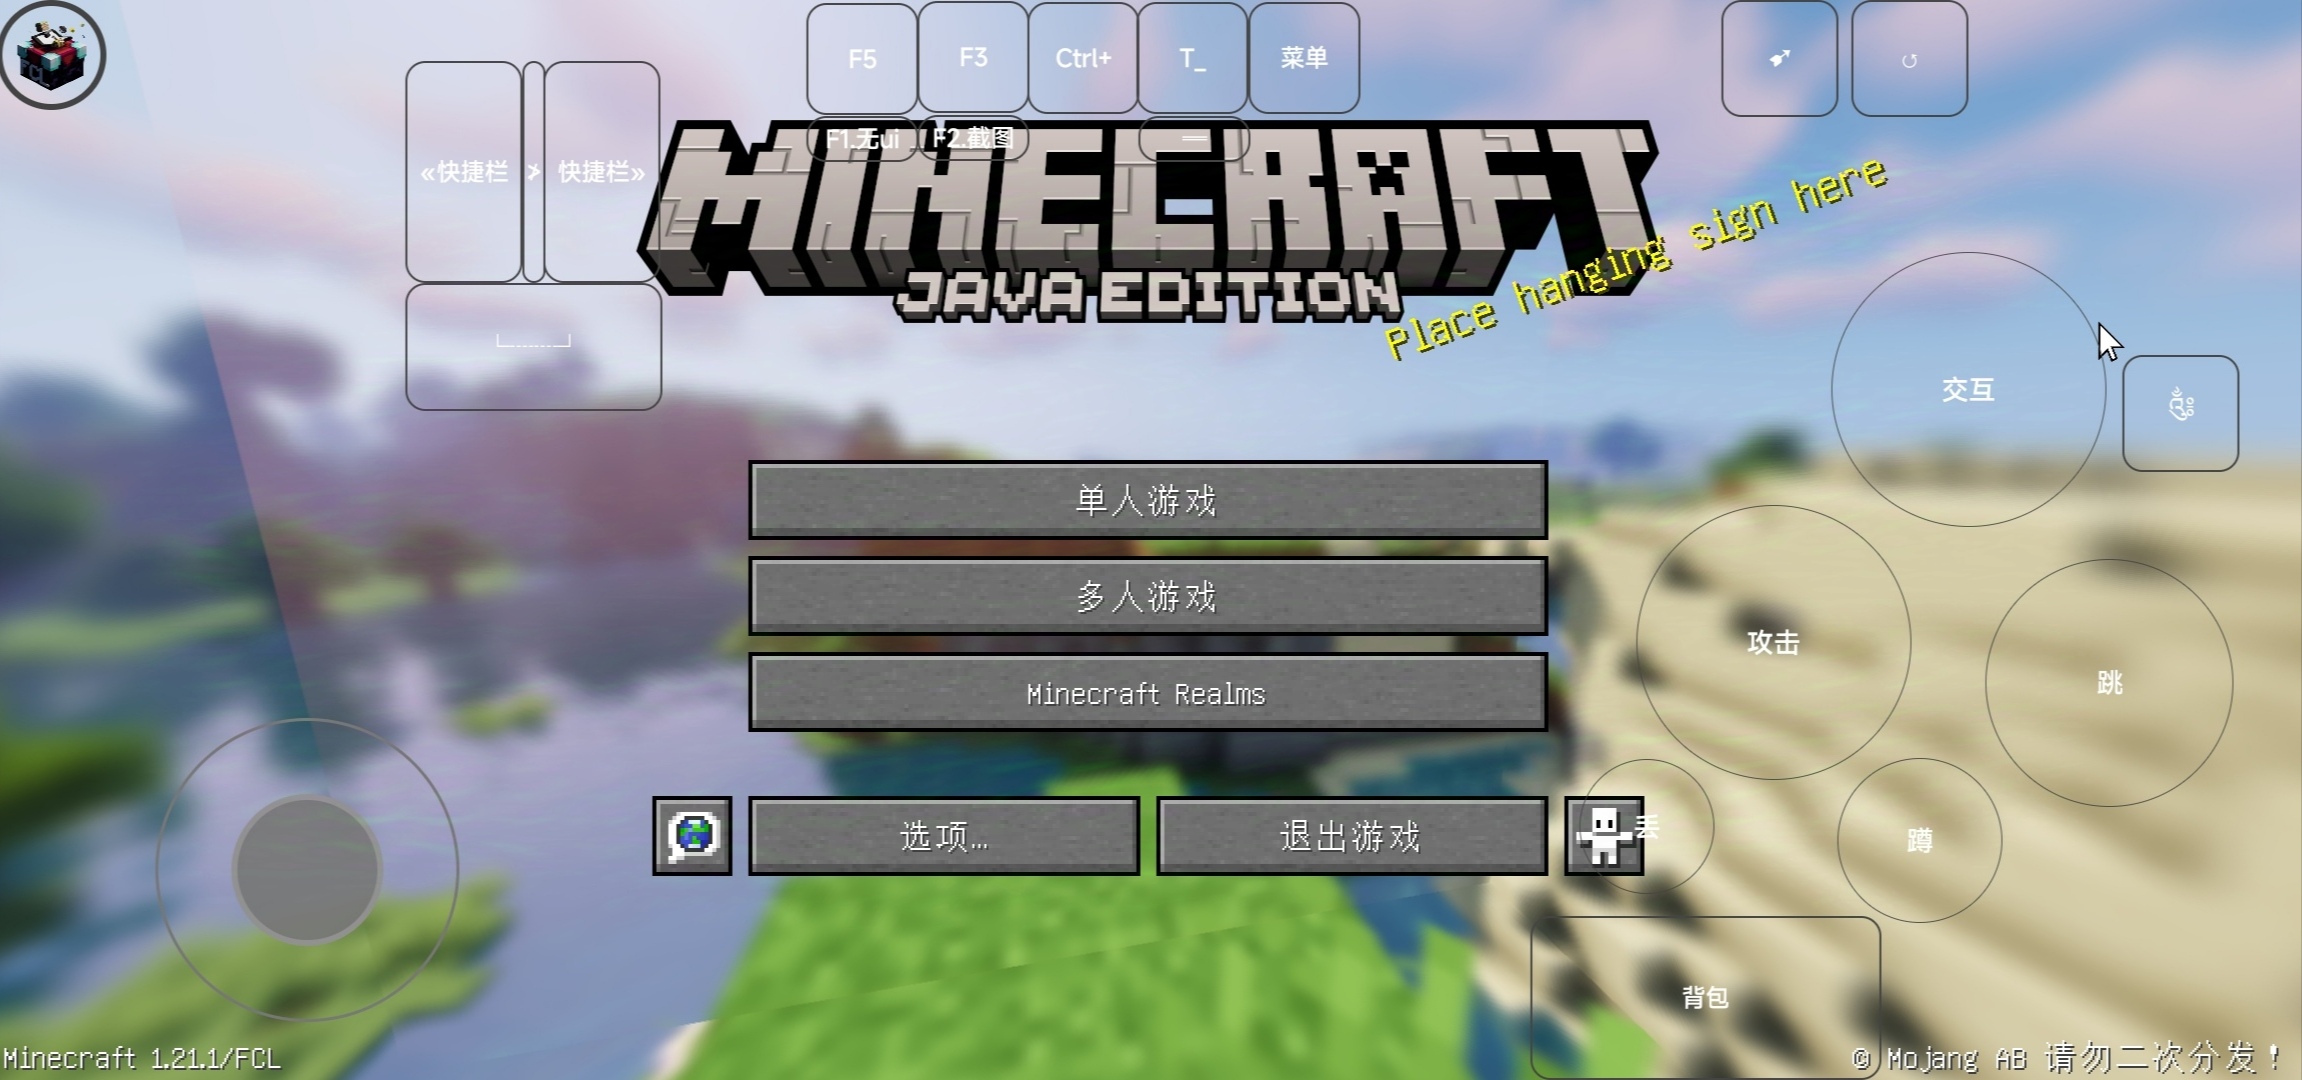 F5
F3
Ctrl+
T_
菜单
F1.无ui
F2.截图
«快捷栏
快捷栏»
MINECRAFT
JAVA EDITION
Place hanging sign here
交互
单人游戏
多人游戏
攻击
跳
Minecraft Realms
选项...
退出游戏
丢
蹲
背包
Minecraft 1.21.1/FCL
© Mojang AB 请勿二次分发!